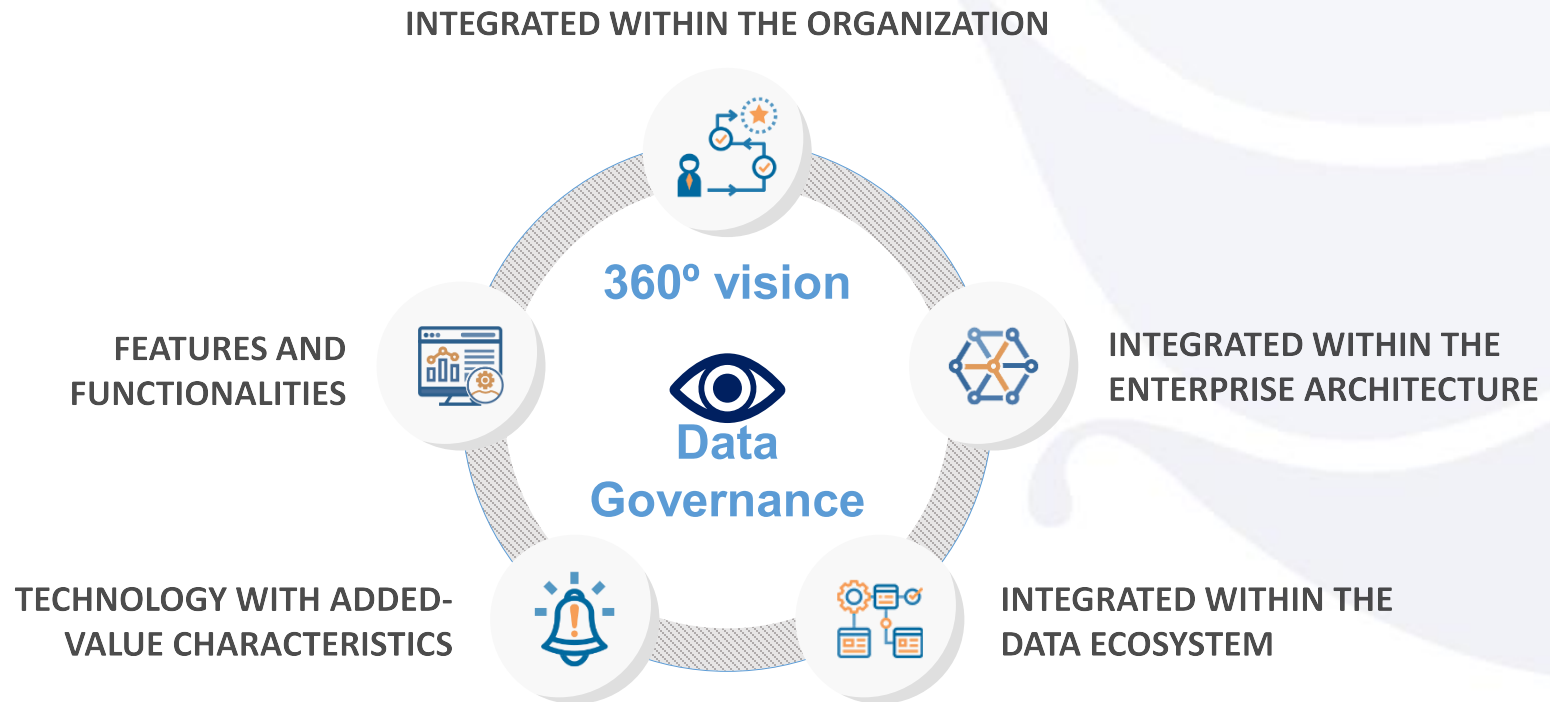 INTEGRATED WITHIN THE ORGANIZATION
360º vision
Data
Governance
INTEGRATED WITHIN THE
ENTERPRISE ARCHITECTURE
INTEGRATED WITHIN THE
DATA ECOSYSTEM
TECHNOLOGY WITH ADDED-
VALUE CHARACTERISTICS
FEATURES AND
FUNCTIONALITIES